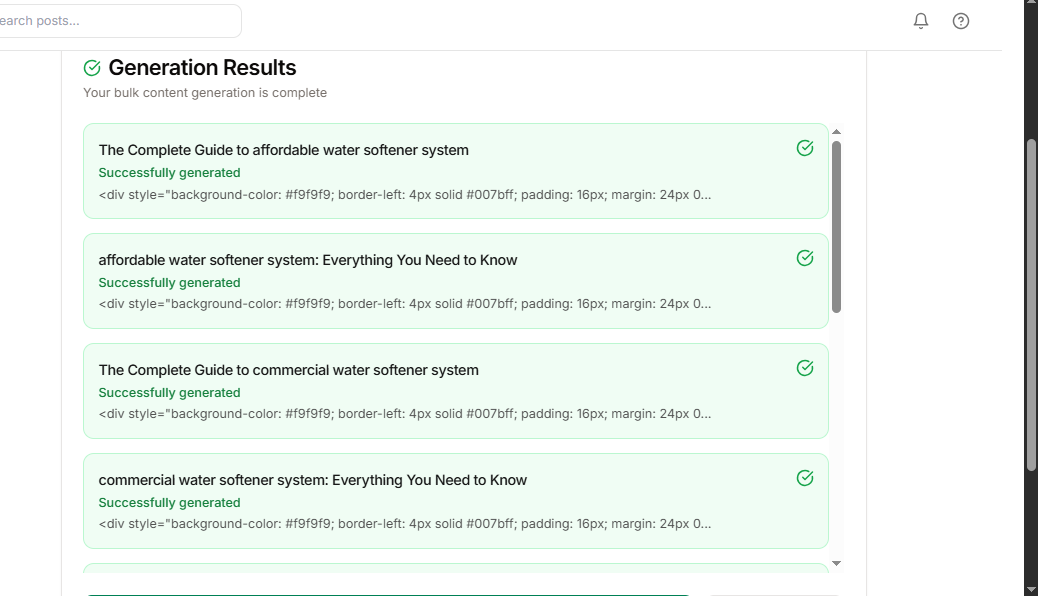 earch posts...
Generation Results
Your bulk content generation is complete
The Complete Guide to affordable water softener system
Successfully generated
<div style="background-color: #f9f9f9; border-left: 4px solid #007bff; padding: 16px; margin: 24px 0...
affordable water softener system: Everything You Need to Know
Successfully generated
<div style="background-color: #f9f9f9; border-left: 4px solid #007bff; padding: 16px; margin: 24px 0...
The Complete Guide to commercial water softener system
Successfully generated
<div style="background-color: #f9f9f9; border-left: 4px solid #007bff; padding: 16px; margin: 24px 0...
commercial water softener system: Everything You Need to Know
Successfully generated
<div style="background-color: #f9f9f9; border-left: 4px solid #007bff; padding: 16px; margin: 24px 0...